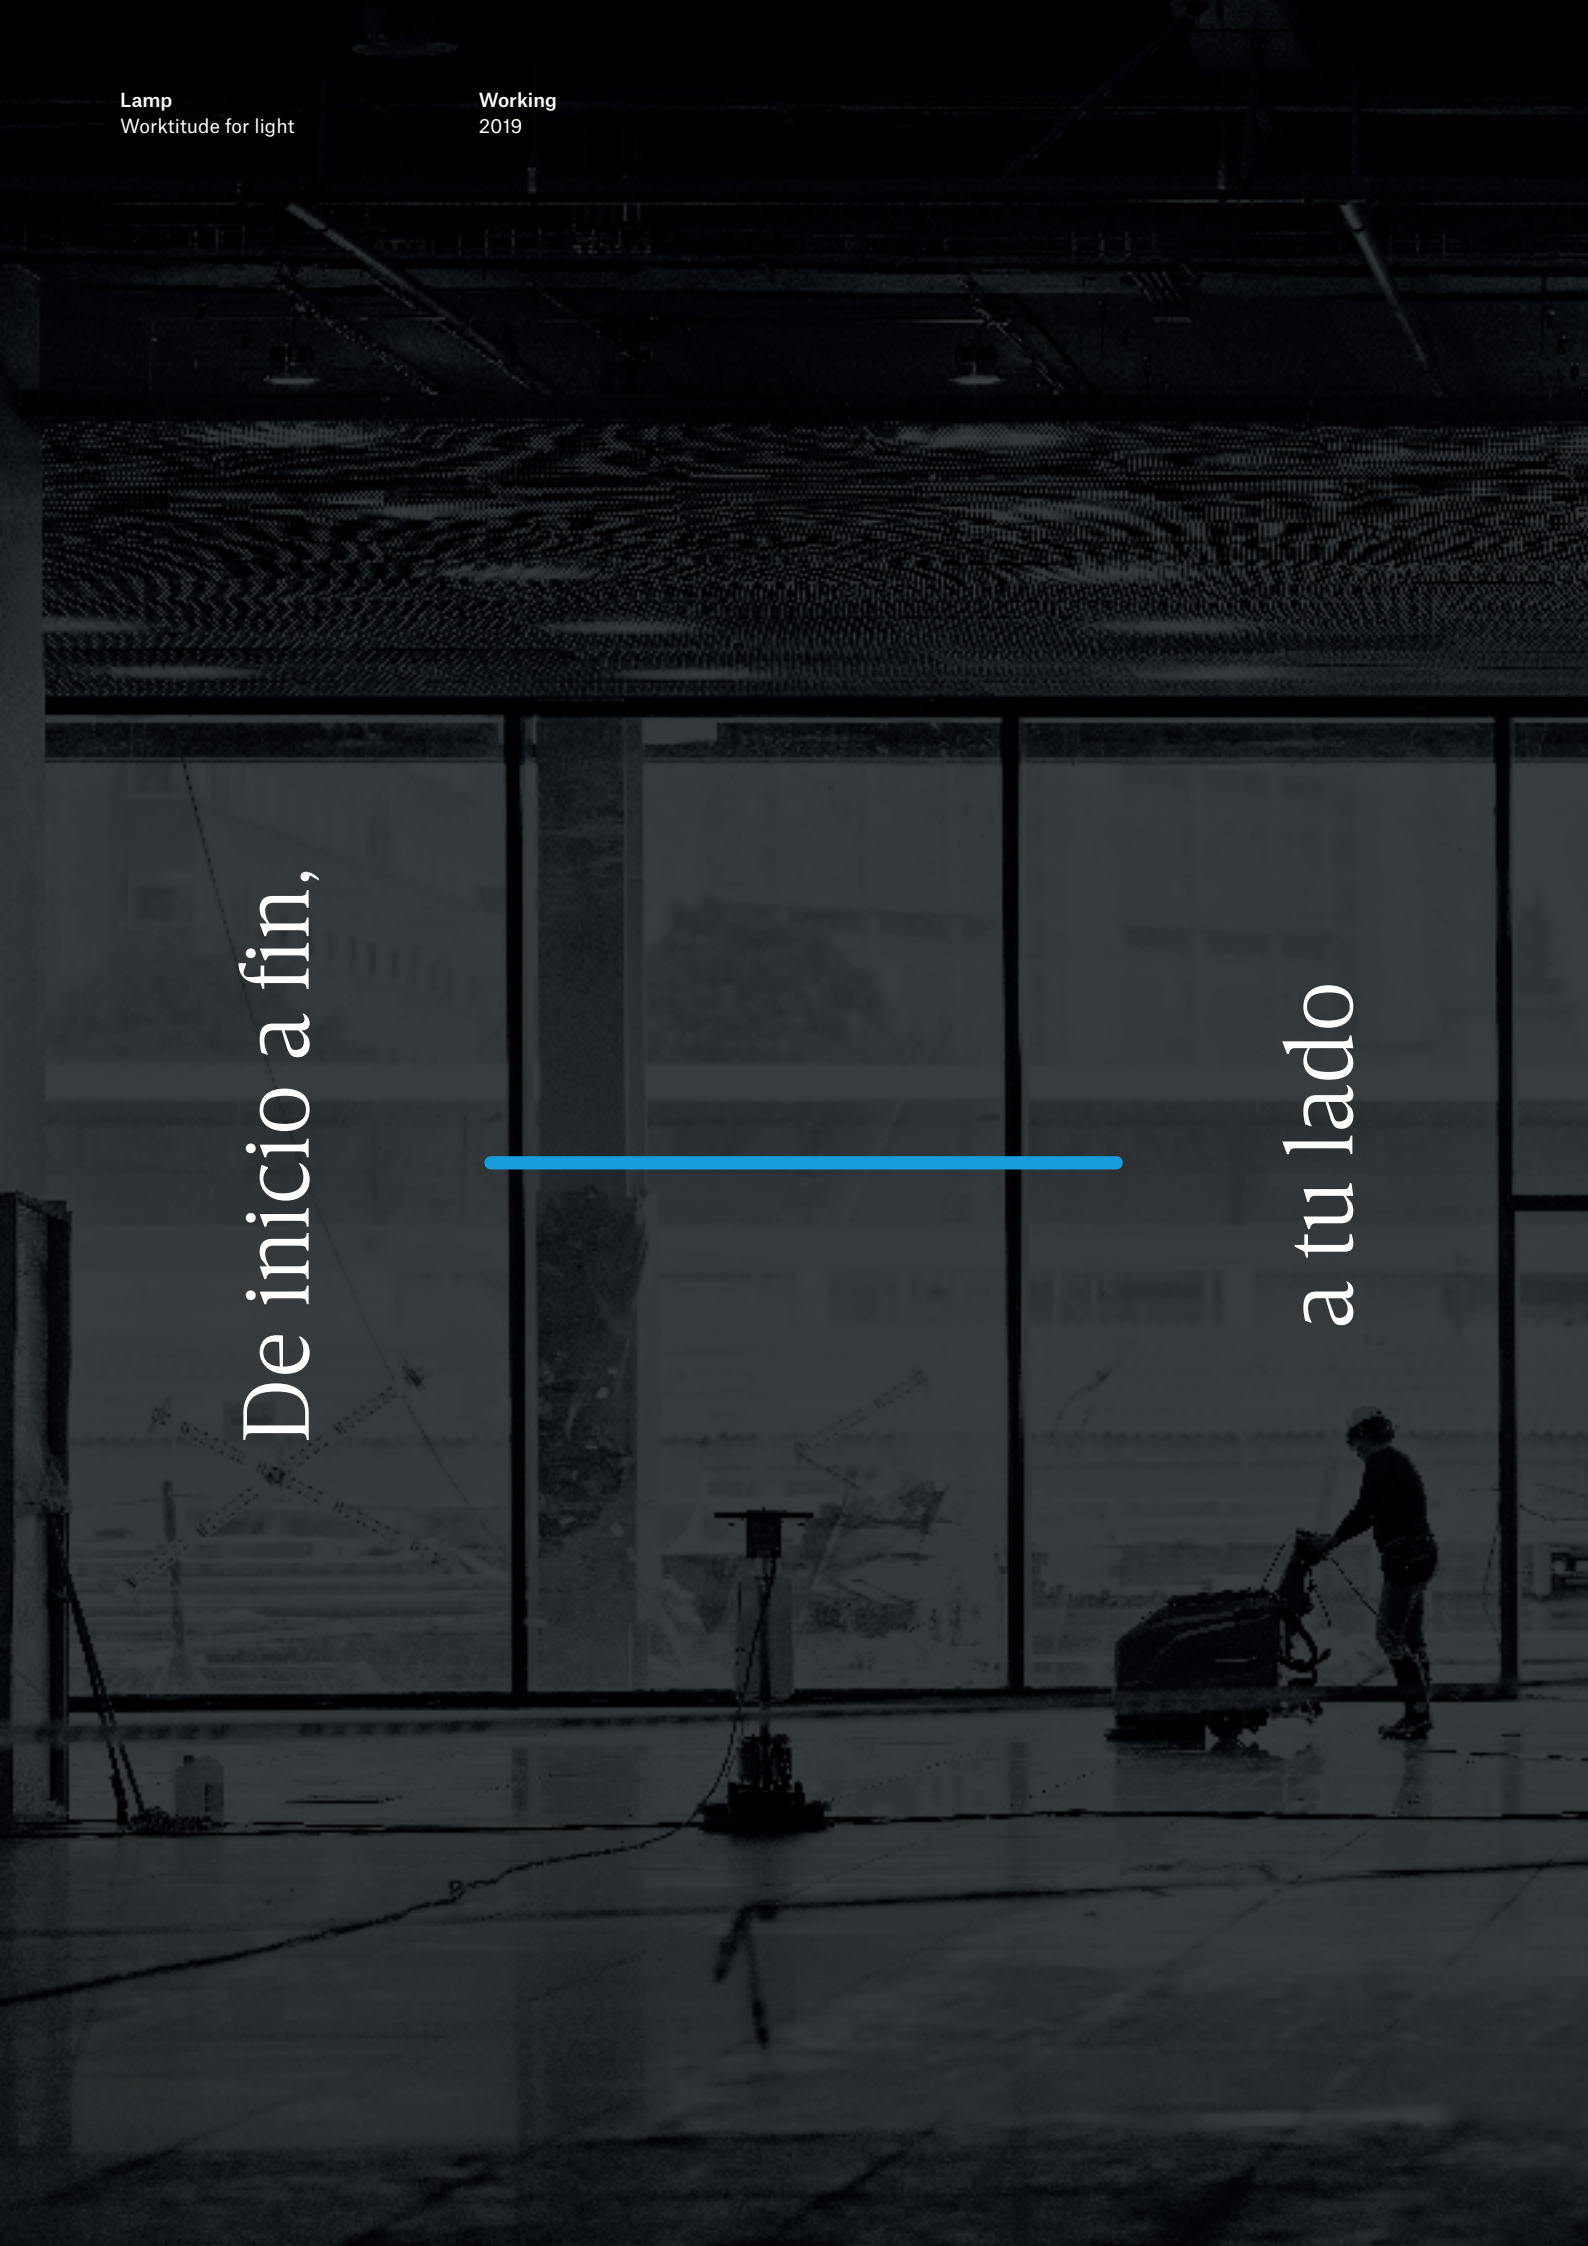 Lamp
Worktitude for light
Working
2019
De inicio a fin,
a tu lado